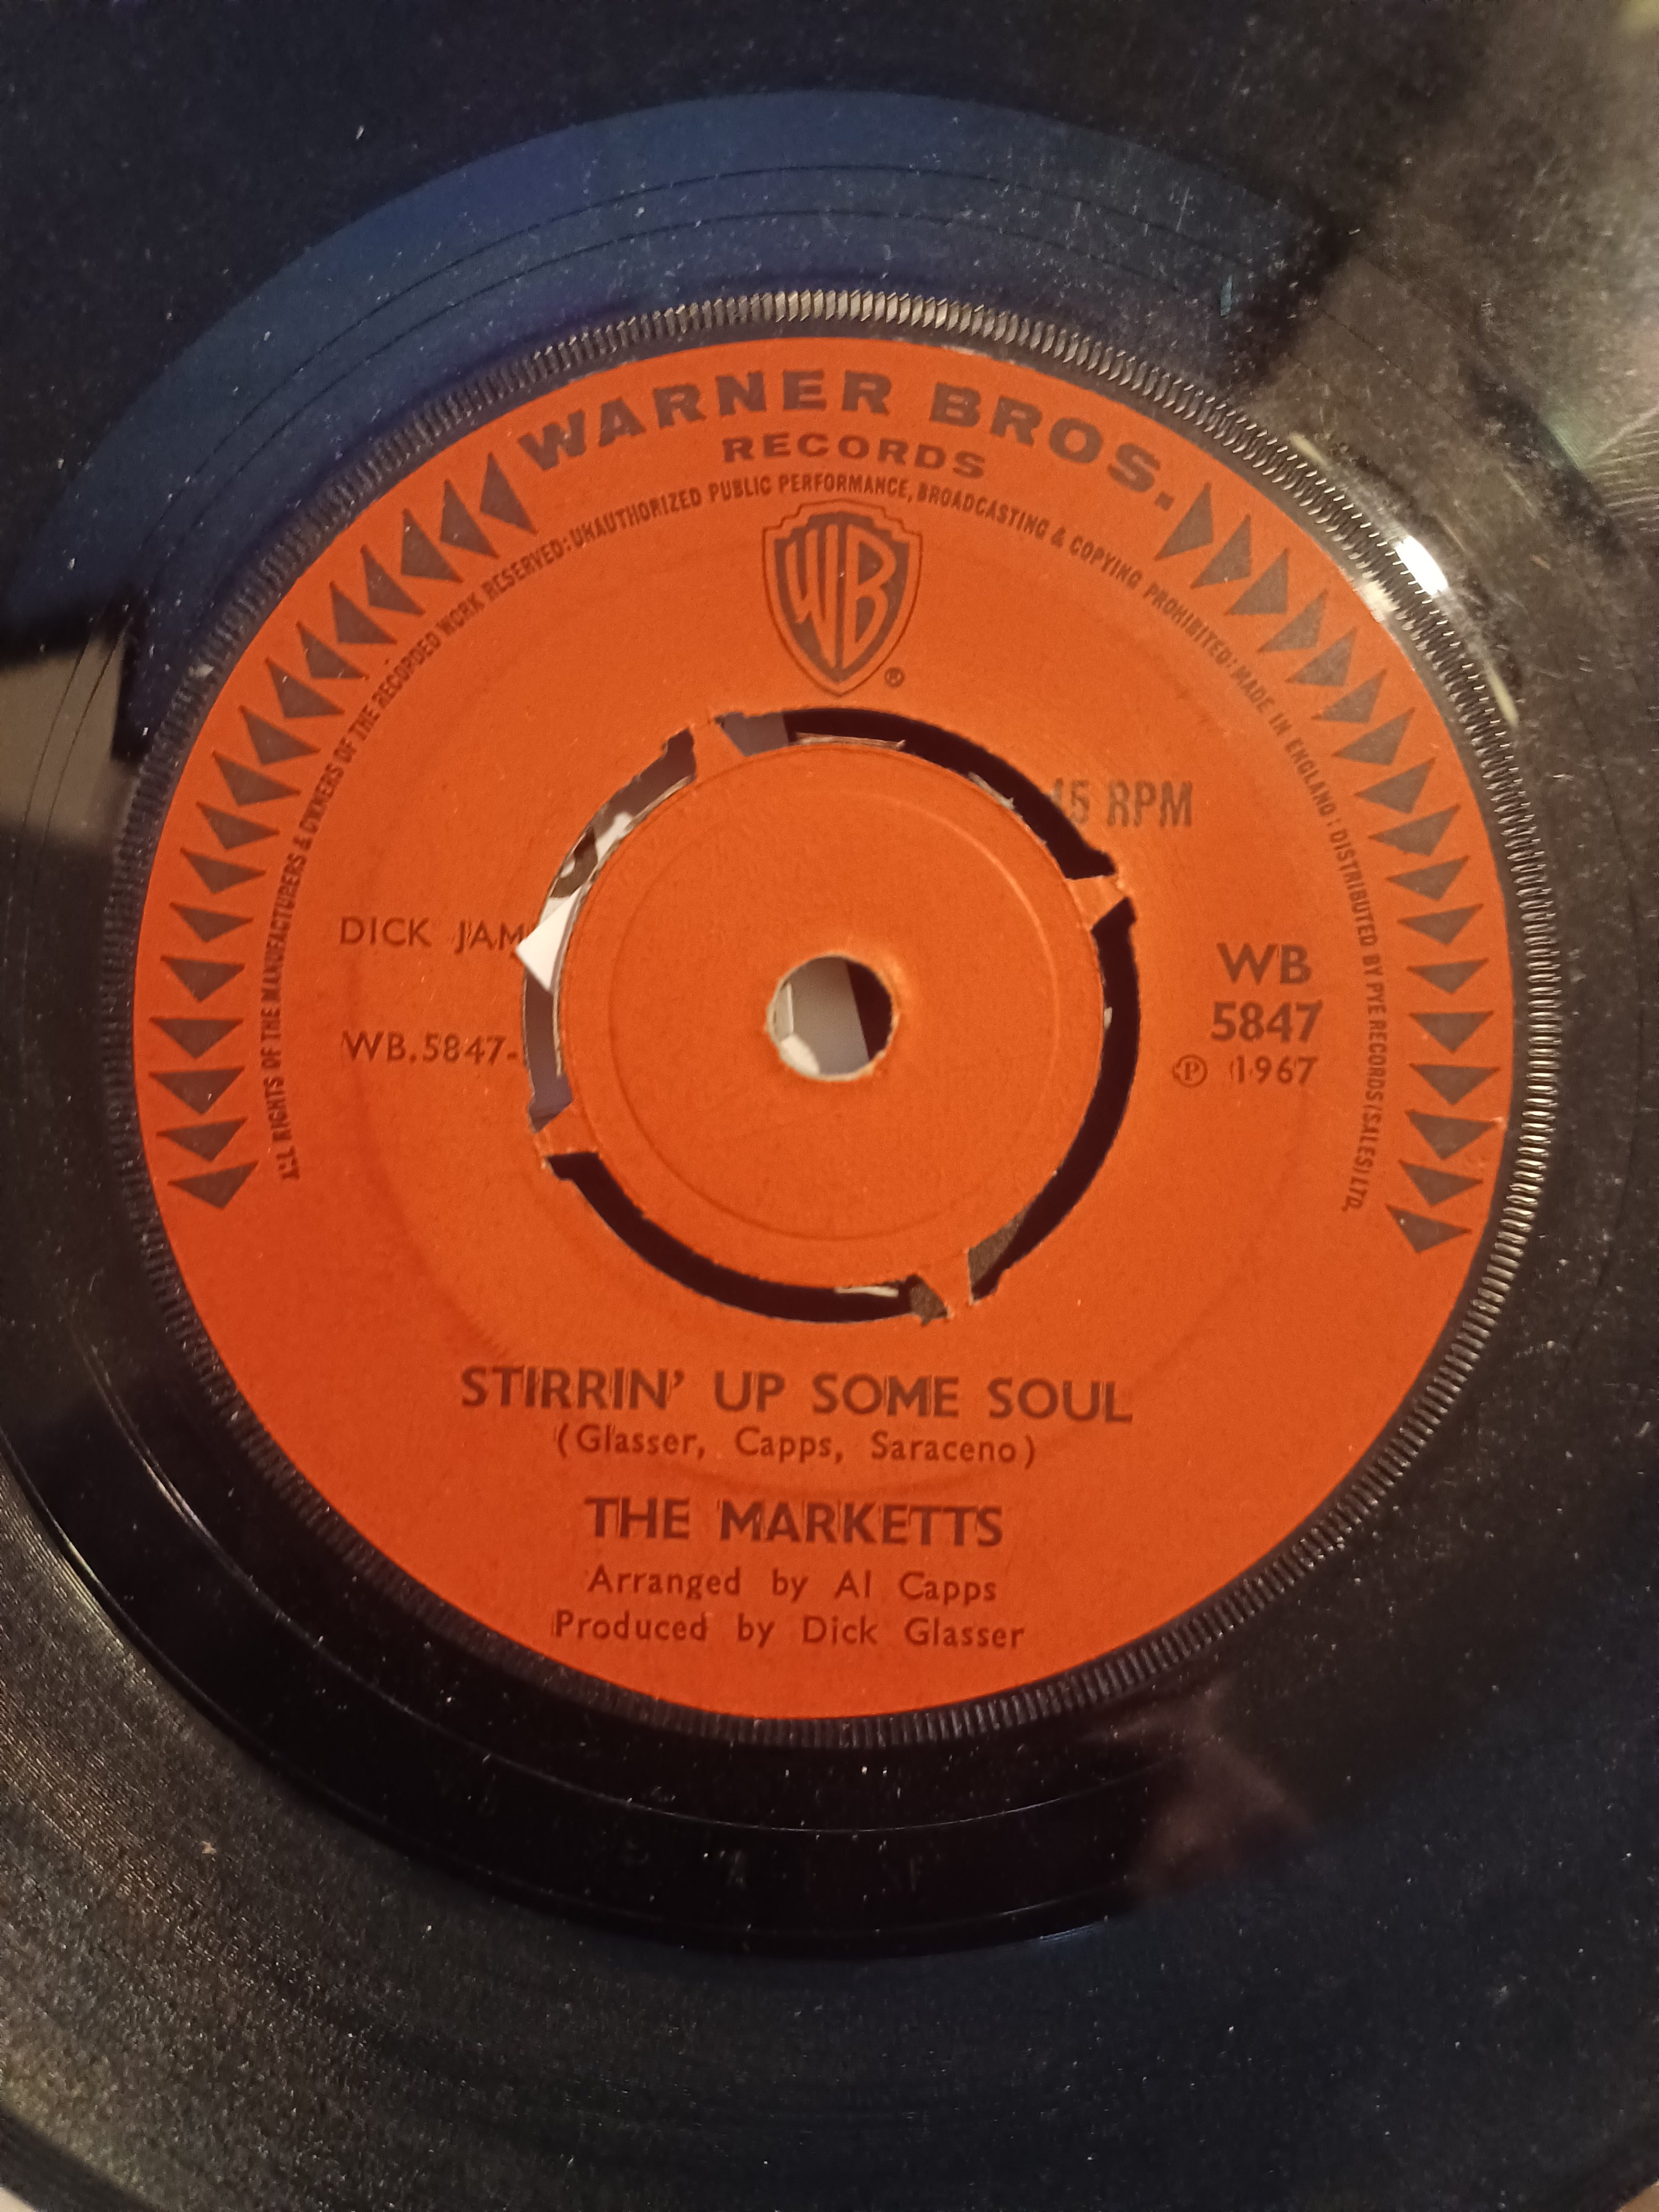 WARNER BROS.
RECORDS
ALL RIGHTS OF THE MANUFACTURERS & OWNERS OF THE RECORDED WORK RESERVED: UNAUTHORIZED PUBLIC PERFORMANCE, BROADCASTING & COPYING PROHIBITED: MADE IN ENGLAND: DISTRIBUTED BY PYE RECORDS (SALES) LTD.
WB
®
45 RPM
DICK JAM
WB.5847-
WB
5847
℗ 1967
STIRRIN' UP SOME SOUL
(Glasser, Capps, Saraceno)
THE MARKETTS
Arranged by Al Capps
Produced by Dick Glasser